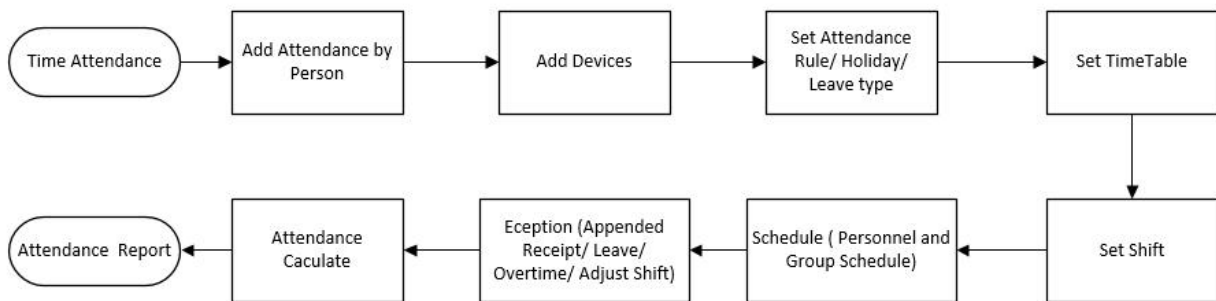 Time Attendance
Add Attendance by
Person
Add Devices
Set Attendance
Rule/ Holiday/
Leave type
Set TimeTable
Set Shift
Schedule ( Personnel and
Group Schedule)
Eception (Appended
Receipt/ Leave/
Overtime/ Adjust Shift)
Attendance
Caculate
Attendance  Report